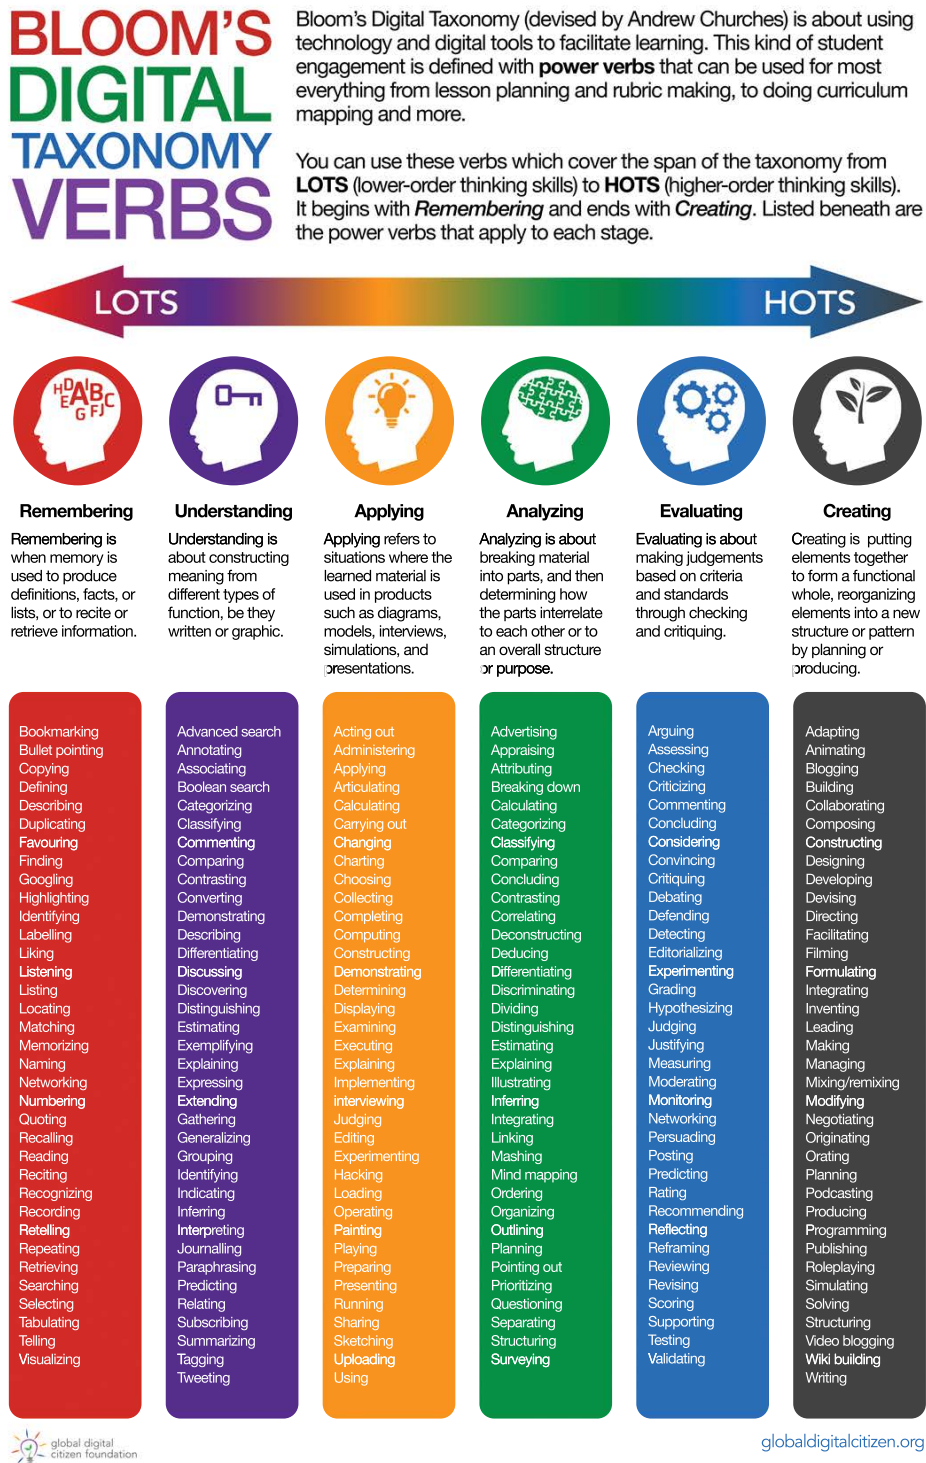 BLOOM'S
DIGITAL
TAXONOMY
VERBS
Bloom's Digital Taxonomy (devised by Andrew Churches) is about using
technology and digital tools to facilitate learning. This kind of student
engagement is defined with power verbs that can be used for most
everything from lesson planning and rubric making, to doing curriculum
mapping and more.
You can use these verbs which cover the span of the taxonomy from
LOTS (lower-order thinking skills) to HOTS (higher-order thinking skills).
It begins with Remembering and ends with Creating. Listed beneath are
the power verbs that apply to each stage.
LOTS
HOTS
HDAIBC
EGFJ
Remembering
Remembering is
when memory is
used to produce
definitions, facts, or
lists, or to recite or
retrieve information.
Bookmarking
Bullet pointing
Copying
Defining
Describing
Duplicating
Favouring
Finding
Googling
Highlighting
Identifying
Labelling
Liking
Listening
Listing
Locating
Matching
Memorizing
Naming
Networking
Numbering
Quoting
Recalling
Reading
Reciting
Recognizing
Recording
Retelling
Repeating
Retrieving
Searching
Selecting
Tabulating
Telling
Visualizing
Understanding
Understanding is
about constructing
meaning from
different types of
function, be they
written or graphic.
Advanced search
Annotating
Associating
Boolean search
Categorizing
Classifying
Commenting
Comparing
Contrasting
Converting
Demonstrating
Describing
Differentiating
Discussing
Discovering
Distinguishing
Estimating
Exemplifying
Explaining
Expressing
Extending
Gathering
Generalizing
Grouping
Identifying
Indicating
Inferring
Interpreting
Journalling
Paraphrasing
Predicting
Relating
Subscribing
Summarizing
Tagging
Tweeting
Applying
Applying refers to
situations where the
learned material is
used in products
such as diagrams,
models, interviews,
simulations, and
presentations.
Acting out
Administering
Applying
Articulating
Calculating
Carrying out
Changing
Charting
Choosing
Collecting
Completing
Computing
Constructing
Demonstrating
Determining
Displaying
Examining
Executing
Explaining
Implementing
interviewing
Judging
Editing
Experimenting
Hacking
Loading
Operating
Painting
Playing
Preparing
Presenting
Running
Sharing
Sketching
Uploading
Using
Analyzing
Analyzing is about
breaking material
into parts, and then
determining how
the parts interrelate
to each other or to
an overall structure
or purpose.
Advertising
Appraising
Attributing
Breaking down
Calculating
Categorizing
Classifying
Comparing
Concluding
Contrasting
Correlating
Deconstructing
Deducing
Differentiating
Discriminating
Dividing
Distinguishing
Estimating
Explaining
Illustrating
Inferring
Integrating
Linking
Mashing
Mind mapping
Ordering
Organizing
Outlining
Planning
Pointing out
Prioritizing
Questioning
Separating
Structuring
Surveying
Evaluating
Evaluating is about
making judgements
based on criteria
and standards
through checking
and critiquing.
Arguing
Assessing
Checking
Criticizing
Commenting
Concluding
Considering
Convincing
Critiquing
Debating
Defending
Detecting
Editorializing
Experimenting
Grading
Hypothesizing
Judging
Justifying
Measuring
Moderating
Monitoring
Networking
Persuading
Posting
Predicting
Rating
Recommending
Reflecting
Reframing
Reviewing
Revising
Scoring
Supporting
Testing
Validating
Creating
Creating is putting
elements together
to form a functional
whole, reorganizing
elements into a new
structure or pattern
by planning or
producing.
Adapting
Animating
Blogging
Building
Collaborating
Composing
Constructing
Designing
Developing
Devising
Directing
Facilitating
Filming
Formulating
Integrating
Inventing
Leading
Making
Managing
Mixing/remixing
Modifying
Negotiating
Originating
Orating
Planning
Podcasting
Producing
Programming
Publishing
Roleplaying
Simulating
Solving
Structuring
Video blogging
Wiki building
Writing
global digital
citizen foundation
globaldigitalcitizen.org